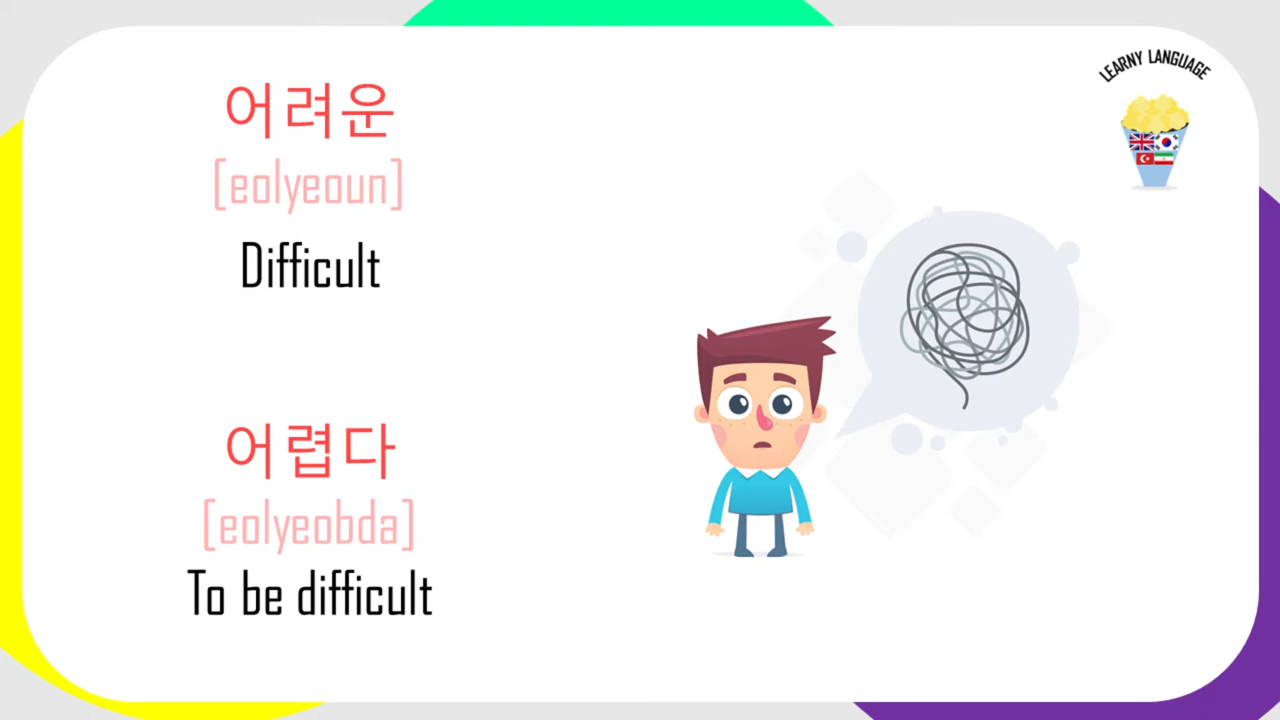 LEARNY LANGUAGE
어려운
[eolyeoun]
Difficult
어렵다
[eolyeobda]
To be difficult